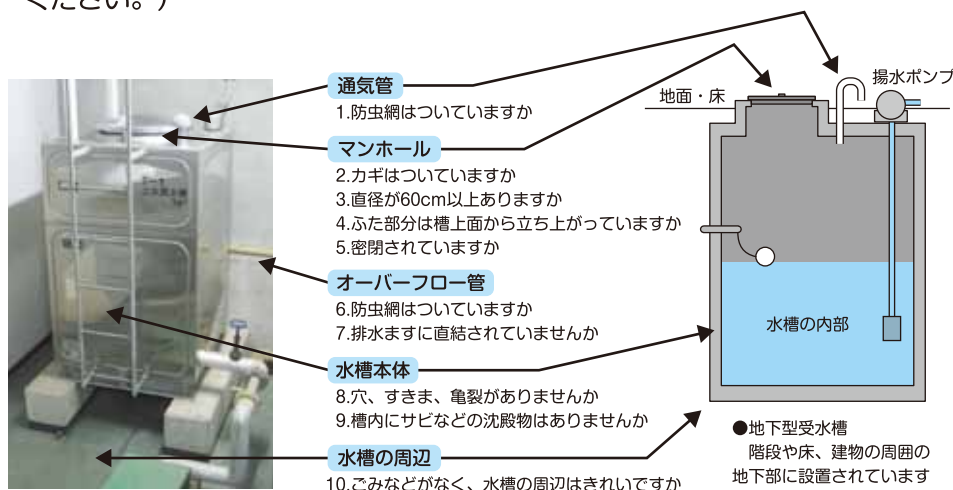 ください。）
通気管
1.防虫網はついていますか
マンホール
2.カギはついていますか
3.直径が60cm以上ありますか
4.ふた部分は槽上面から立ち上がっていますか
5.密閉されていますか
オーバーフロー管
6.防虫網はついていますか
7.排水ますに直結されていませんか
水槽本体
8.穴、すきま、亀裂がありませんか
9.槽内にサビなどの沈殿物はありませんか
水槽の周辺
10.ごみなどがなく、水槽の周辺はきれいですか
地面・床
揚水ポンプ
水槽の内部
●地下型受水槽
階段や床、建物の周囲の
地下部に設置されています